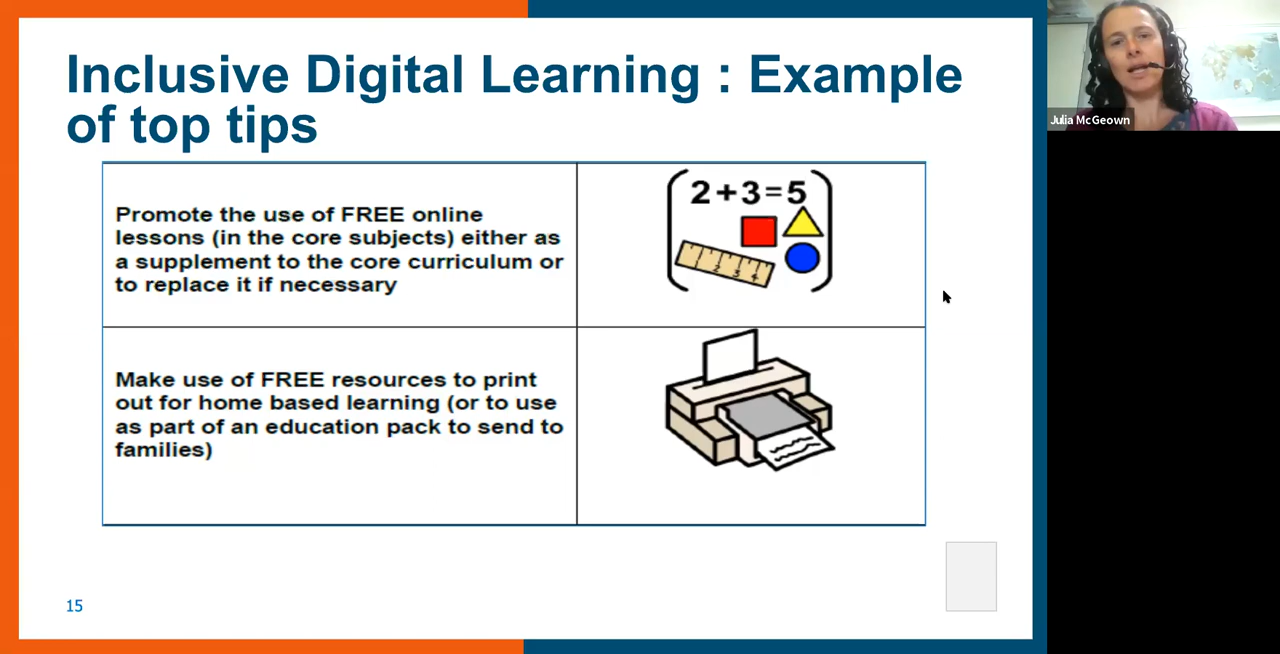 Inclusive Digital Learning : Example
of top tips
Promote the use of FREE online
lessons (in the core subjects) either as
a supplement to the core curriculum or
to replace it if necessary
2+3=5
2 3 4
Make use of FREE resources to print
out for home based learning (or to use
as part of an education pack to send to
families)
15
Julia McGeown